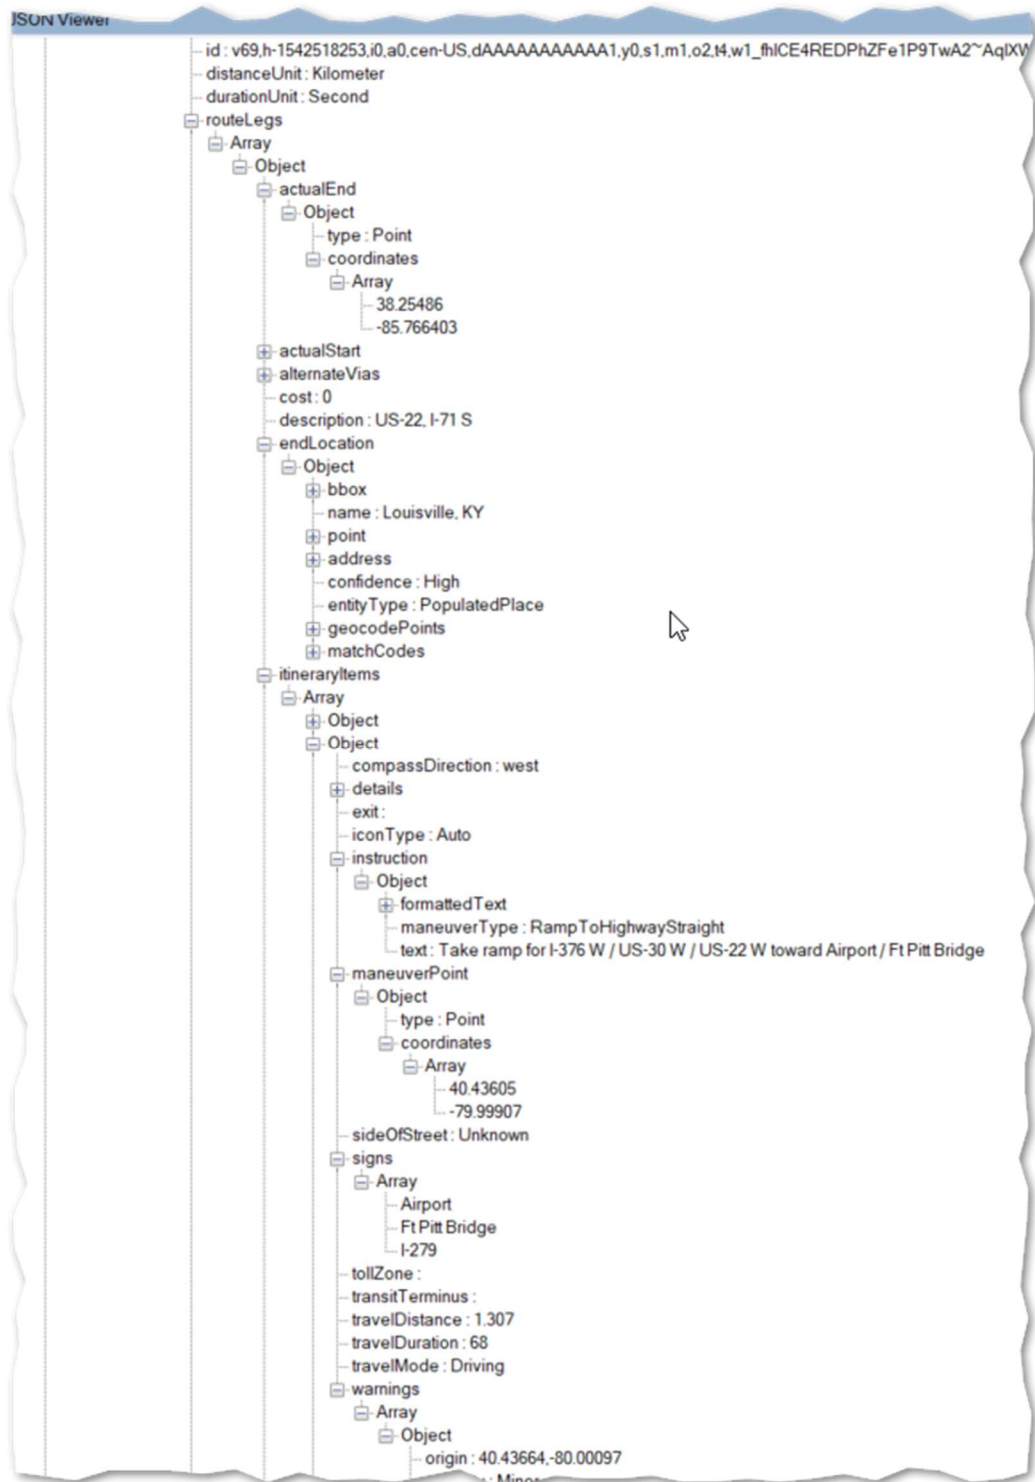 JSON Viewer
id : v69,h-1542518253,i0,a0,cen-US,dAAAAAAAAAAA1,y0,s1,m1,o2,t4,w1_fhICE4REDPhZFe1P9TwA2~AqIXW
distanceUnit : Kilometer
durationUnit : Second
routeLegs
Array
Object
actualEnd
Object
type : Point
coordinates
Array
38.25486
-85.766403
actualStart
alternateVias
cost : 0
description : US-22, I-71 S
endLocation
Object
bbox
name : Louisville, KY
point
address
confidence : High
entityType : PopulatedPlace
geocodePoints
matchCodes
itineraryItems
Array
Object
Object
compassDirection : west
details
exit :
iconType : Auto
instruction
Object
formattedText
maneuverType : RampToHighwayStraight
text : Take ramp for I-376 W / US-30 W / US-22 W toward Airport / Ft Pitt Bridge
maneuverPoint
Object
type : Point
coordinates
Array
40.43605
-79.99907
sideOfStreet : Unknown
signs
Array
Airport
Ft Pitt Bridge
I-279
tollZone :
transitTerminus :
travelDistance : 1.307
travelDuration : 68
travelMode : Driving
warnings
Array
Object
origin : 40.43664,-80.00097
: Minor